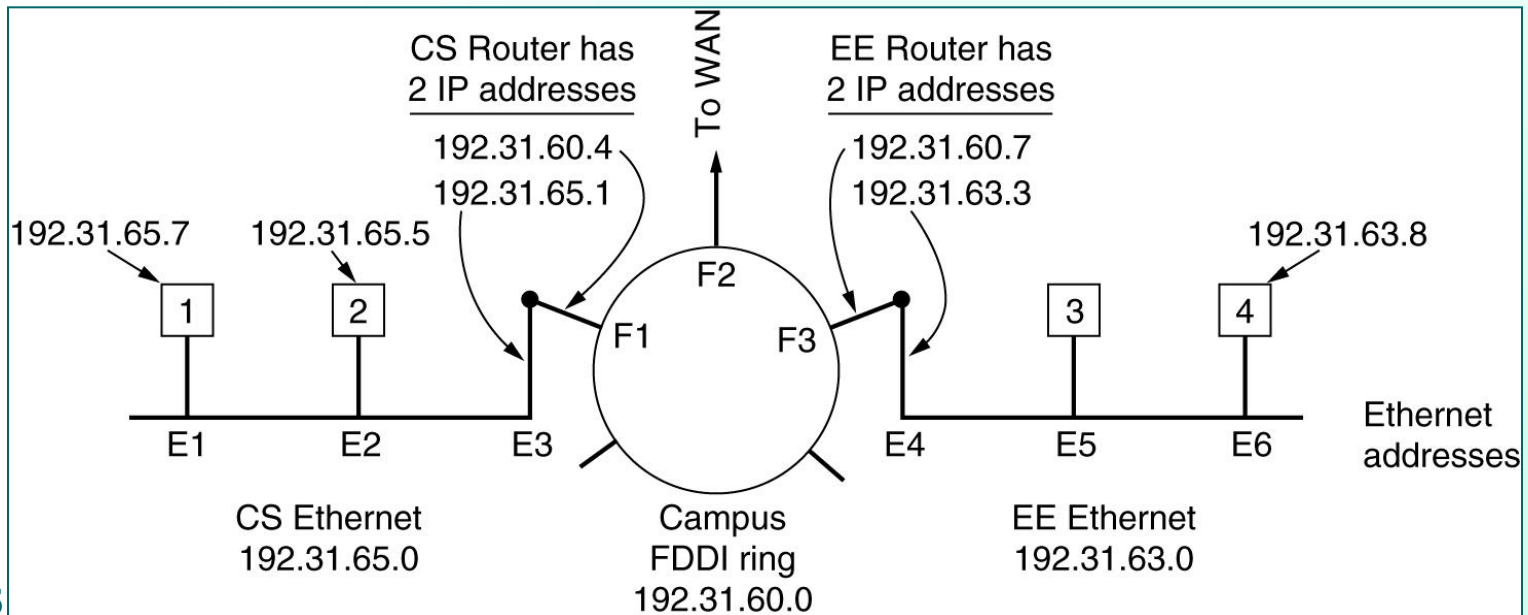 CS Router has
2 IP addresses
192.31.60.4
192.31.65.1
To WAN
EE Router has
2 IP addresses
192.31.60.7
192.31.63.3
192.31.65.7
192.31.65.5
192.31.63.8
1
2
F1
F2
F3
3
4
E1
E2
E3
E4
E5
E6
Ethernet
addresses
CS Ethernet
192.31.65.0
Campus
FDDI ring
192.31.60.0
EE Ethernet
192.31.63.0